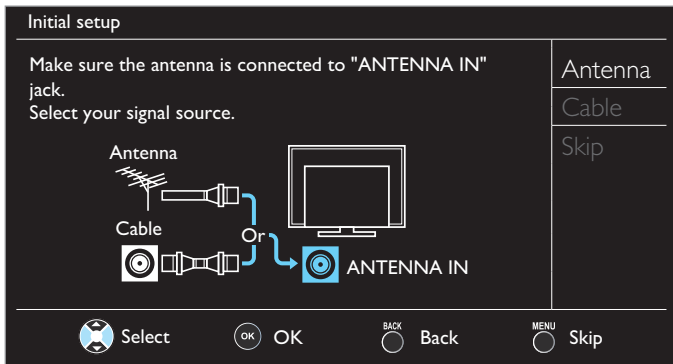 Initial setup
Make sure the antenna is connected to "ANTENNA IN"
jack.
Select your signal source.
Antenna
Cable
Skip
Antenna
Cable
Or
ANTENNA IN
Select
OK OK
BACK Back
MENU Skip